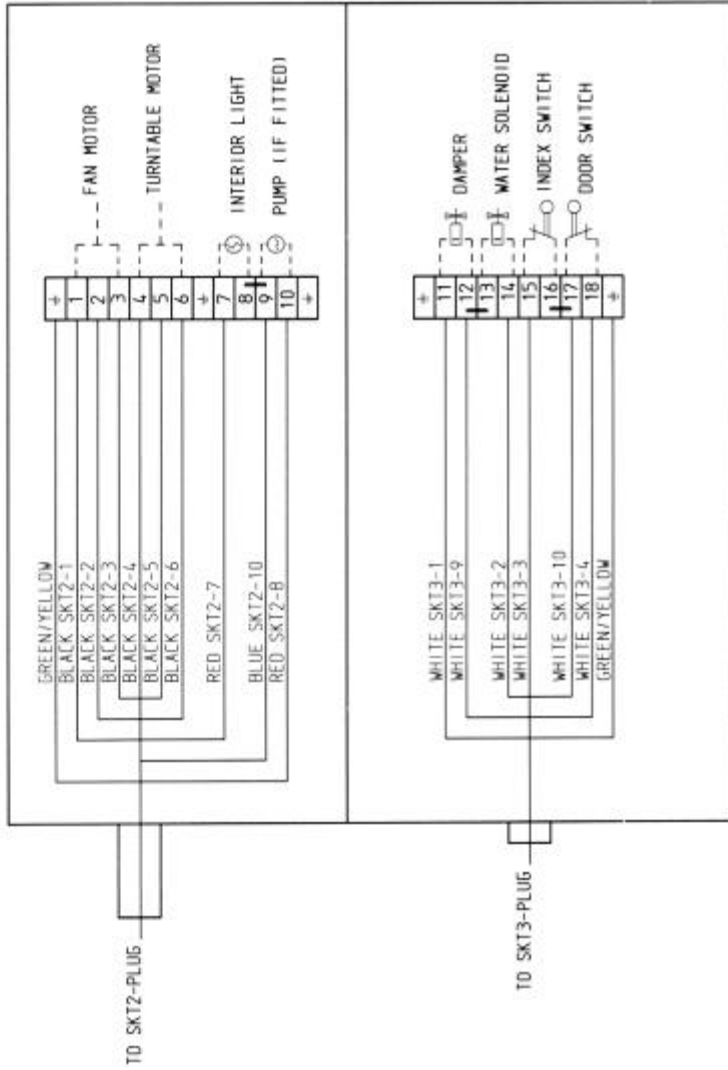 TO SKT2-PLUG
GREEN/YELLOW
BLACK SKT2-1
BLACK SKT2-2
BLACK SKT2-3
BLACK SKT2-4
BLACK SKT2-5
BLACK SKT2-6
RED SKT2-7
BLUE SKT2-10
RED SKT2-8
1
2
3
4
5
6
7
8
9
10
FAN MOTOR
TURNTABLE MOTOR
INTERIOR LIGHT
PUMP (IF FITTED)
TO SKT3-PLUG
WHITE SKT3-1
WHITE SKT3-9
WHITE SKT3-2
WHITE SKT3-3
WHITE SKT3-10
WHITE SKT3-4
GREEN/YELLOW
11
12
13
14
15
16
17
18
DAMPER
WATER SOLENOID
INDEX SWITCH
DOOR SWITCH